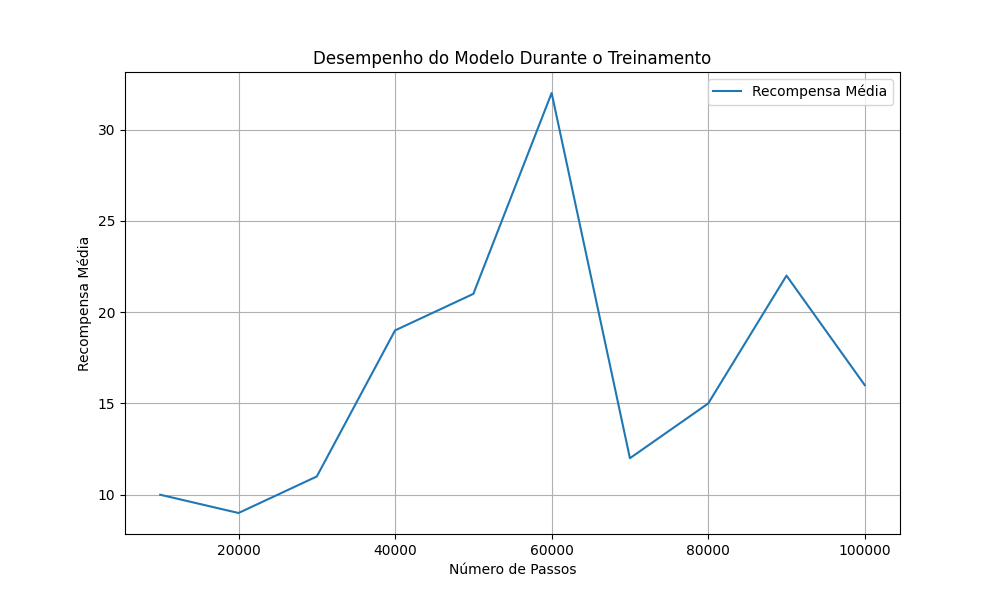 Desempenho do Modelo Durante o Treinamento
Recompensa Média
Recompensa Média
30
25
20
15
10
20000
40000
60000
80000
100000
Número de Passos